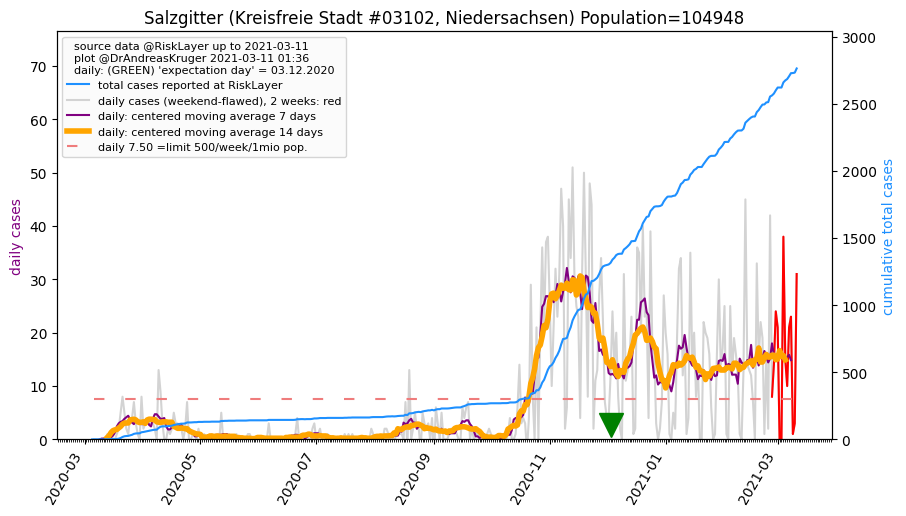 Salzgitter (Kreisfreie Stadt #03102, Niedersachsen) Population=104948
source data @RiskLayer up to 2021-03-11
plot @DrAndreasKruger 2021-03-11 01:36
daily: (GREEN) 'expectation day' = 03.12.2020
total cases reported at RiskLayer
daily cases (weekend-flawed), 2 weeks: red
daily: centered moving average 7 days
daily: centered moving average 14 days
daily 7.50 =limit 500/week/1mio pop.
daily cases
70
60
50
40
30
20
10
0
cumulative total cases
3000
2500
2000
1500
1000
500
0
2020-03
2020-05
2020-07
2020-09
2020-11
2021-01
2021-03